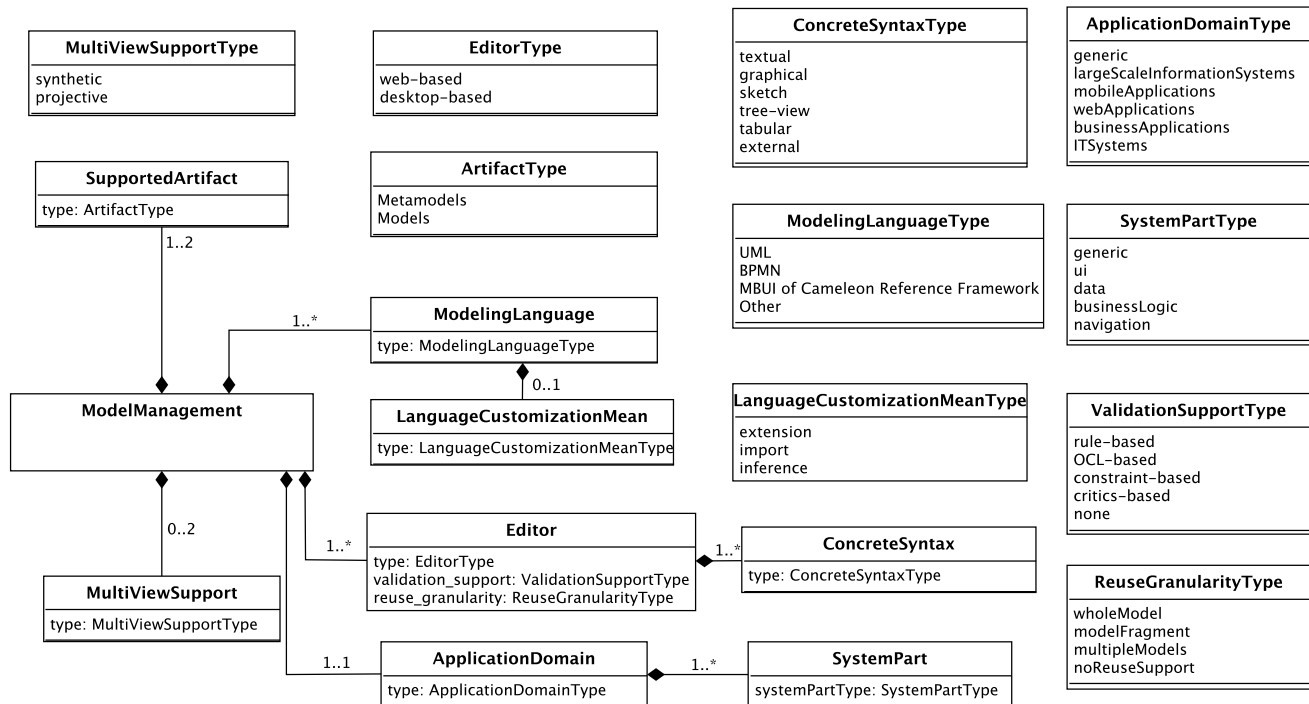 MultiViewSupportType
synthetic
projective
EditorType
web-based
desktop-based
ConcreteSyntaxType
textual
graphical
sketch
tree-view
tabular
external
ApplicationDomainType
generic
largeScaleInformationSystems
mobileApplications
webApplications
businessApplications
ITSystems
SupportedArtifact
type: ArtifactType
1..2
ArtifactType
Metamodels
Models
ModelingLanguageType
UML
BPMN
MBUI of Cameleon Reference Framework
Other
SystemPartType
generic
ui
data
businessLogic
navigation
1..*
ModelingLanguage
type: ModelingLanguageType
0..1
ModelManagement
LanguageCustomizationMean
type: LanguageCustomizationMeanType
LanguageCustomizationMeanType
extension
import
inference
ValidationSupportType
rule-based
OCL-based
constraint-based
critics-based
none
0..2
1..*
Editor
type: EditorType
validation_support: ValidationSupportType
reuse_granularity: ReuseGranularityType
1..*
ConcreteSyntax
type: ConcreteSyntaxType
MultiViewSupport
type: MultiViewSupportType
ReuseGranularityType
wholeModel
modelFragment
multipleModels
noReuseSupport
1..1
ApplicationDomain
type: ApplicationDomainType
1..*
SystemPart
systemPartType: SystemPartType